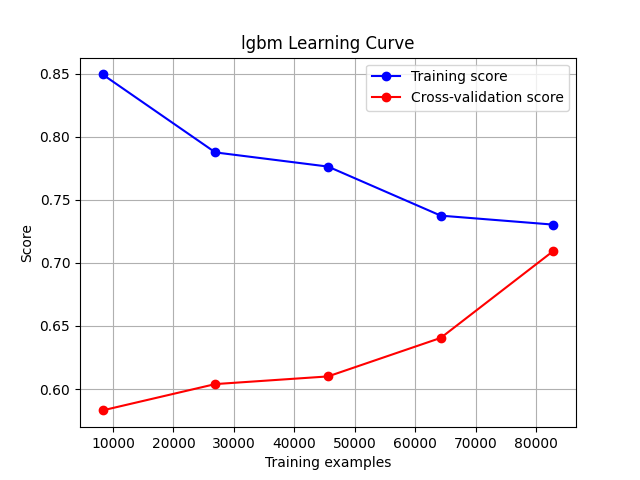 lgbm Learning Curve
Training score
Cross-validation score
0.85
0.80
0.75
0.70
0.65
0.60
Score
10000 20000 30000 40000 50000 60000 70000 80000
Training examples